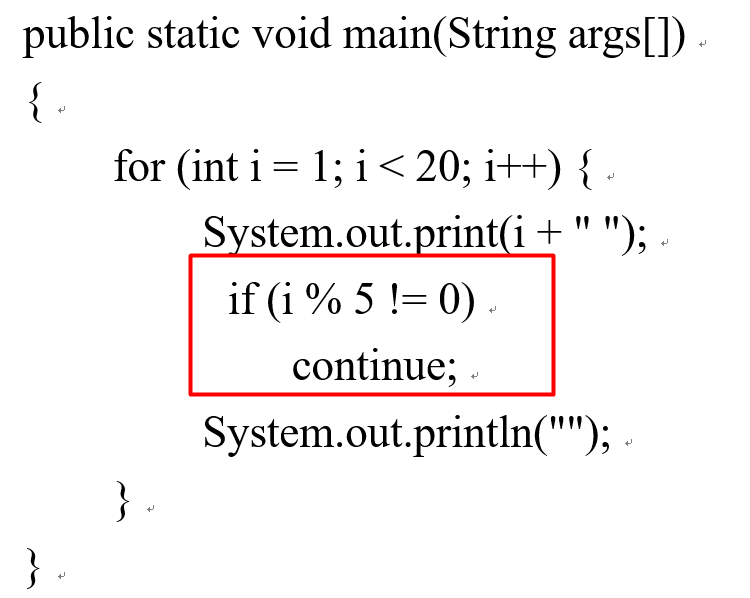 public static void main(String args[])
{
for (int i = 1; i < 20; i++) {
System.out.print(i + " ");
if (i % 5 != 0)
continue;
System.out.println("");
}
}